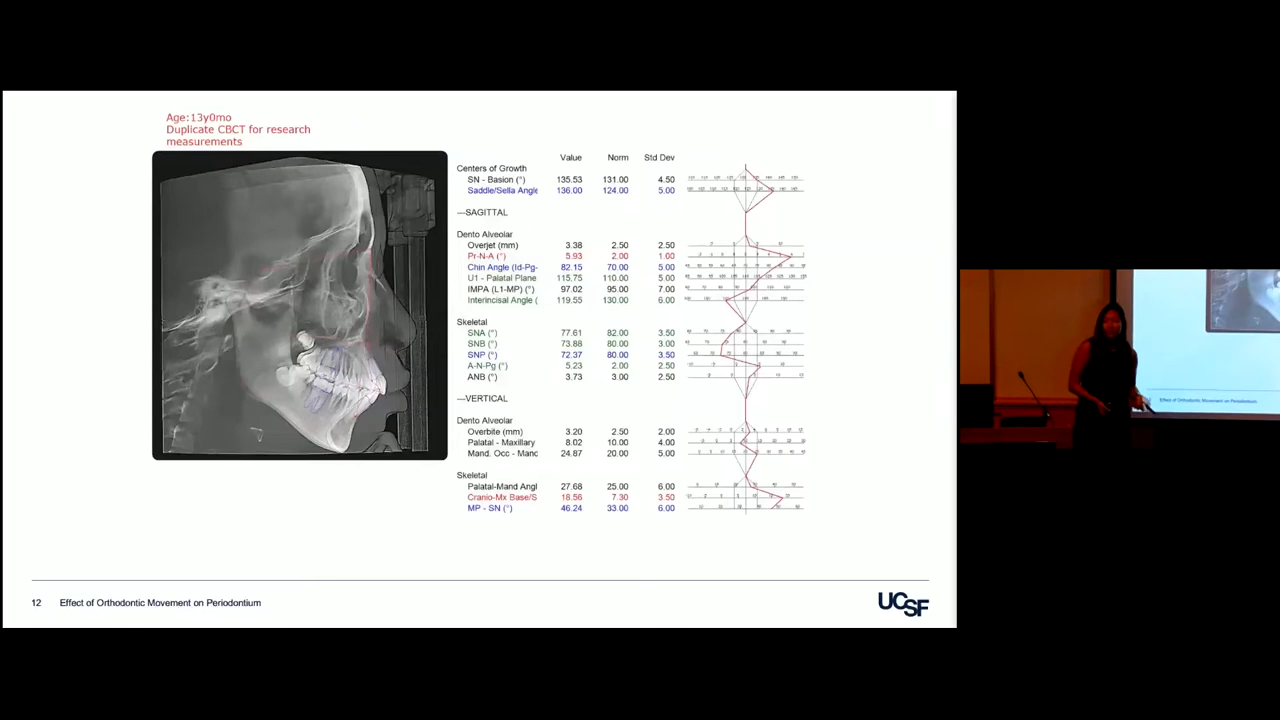 Age:13y0mo
Duplicate CBCT for research
measurements
Value Norm Std Dev
Centers of Growth
SN - Basion (°) 135.53 131.00 4.50
Saddle/Sella Angle 136.00 124.00 5.00
---SAGITTAL
Dento Alveolar
Overjet (mm) 3.38 2.50 2.50
Pr-N-A (°) 5.93 2.00 1.00
Chin Angle (Id-Pg- 82.15 70.00 5.00
U1 - Palatal Plane 115.75 110.00 5.00
IMPA (L1-MP) (°) 97.02 95.00 7.00
Interincisal Angle ( 119.55 130.00 6.00
Skeletal
SNA (°) 77.61 82.00 3.50
SNB (°) 73.88 80.00 3.00
SNP (°) 72.37 80.00 3.50
A-N-Pg (°) 5.23 2.00 2.50
ANB (°) 3.73 3.00 2.50
---VERTICAL
Dento Alveolar
Overbite (mm) 3.20 2.50 2.00
Palatal - Maxillary 8.02 10.00 4.00
Mand. Occ - Manc 24.87 20.00 5.00
Skeletal
Palatal-Mand Angl 27.68 25.00 6.00
Cranio-Mx Base/S 18.56 7.30 3.50
MP - SN (°) 46.24 33.00 6.00
12 Effect of Orthodontic Movement on Periodontium
UCSF
Effect of Orthodontic Movement on Periodontium